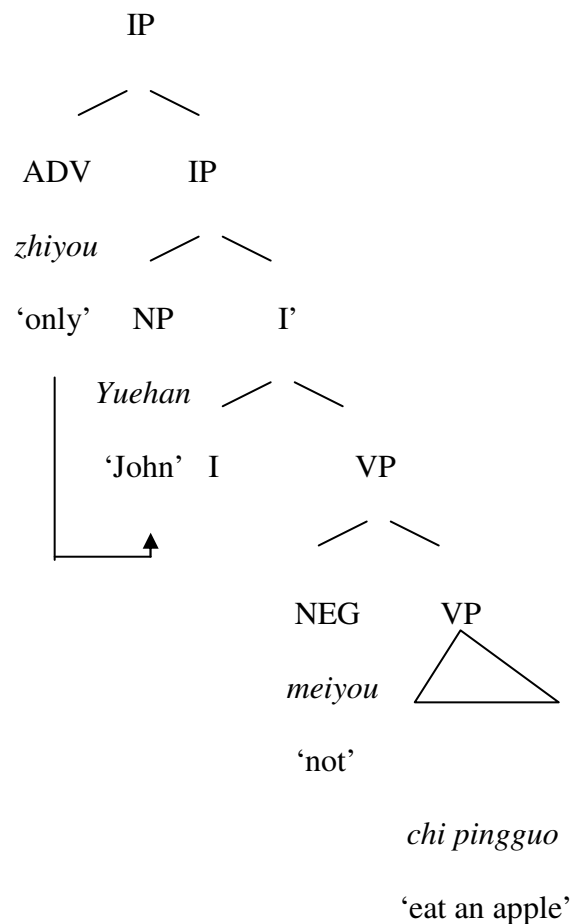 IP
ADV IP
zhiyou
‘only’ NP I’
Yuehan
‘John’ I VP
NEG VP
meiyou
‘not’
chi pingguo
‘eat an apple’